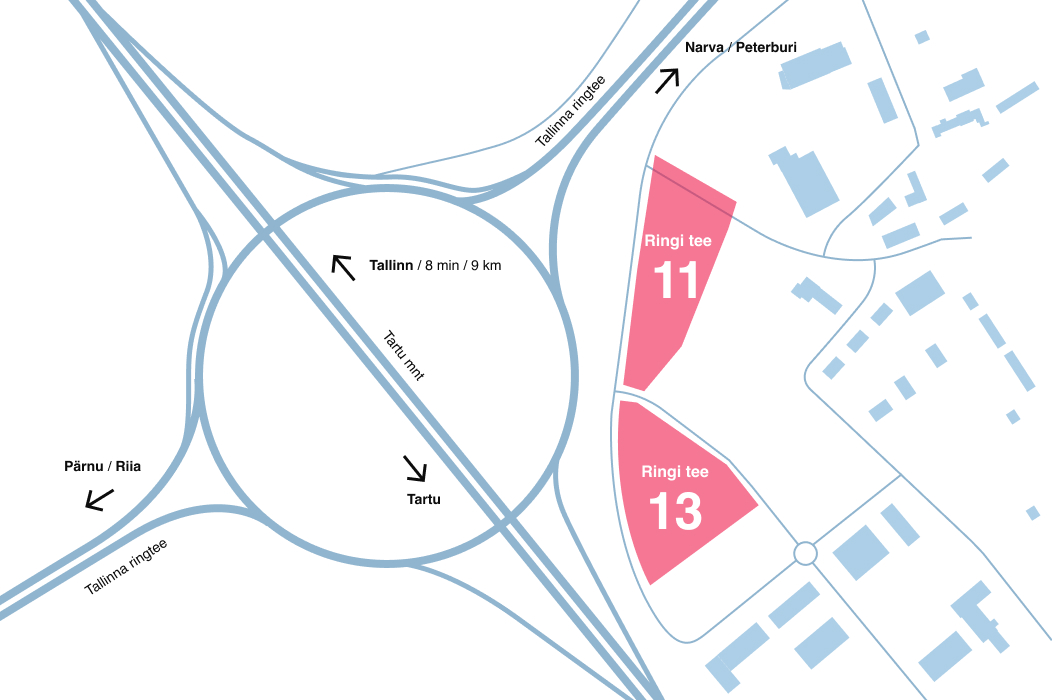 Narva / Peterburi
Tallinna ringtee
Ringi tee
11
Tallinn / 8 min / 9 km
Tartu mnt
Pärnu / Riia
Tartu
Ringi tee
13
Tallinna ringtee